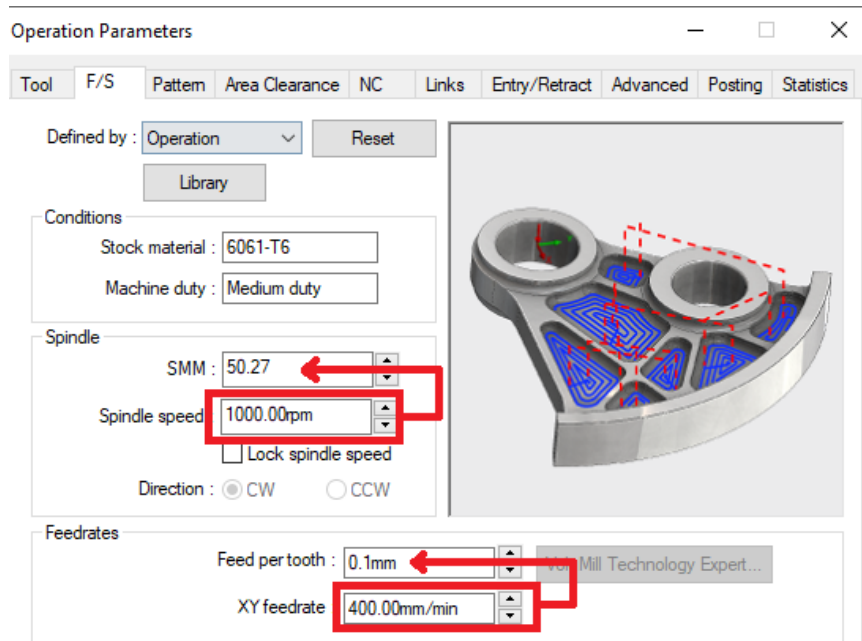 Operation Parameters
Tool F/S Pattern Area Clearance NC Links Entry/Retract Advanced Posting Statistics
Defined by : Operation Reset
Library
Conditions
Stock material : 6061-T6
Machine duty : Medium duty
Spindle
SMM : 50.27
Spindle speed 1000.00rpm
Lock spindle speed
Direction : CW CCW
Feedrates
Feed per tooth : 0.1mm Mill Technology Expert...
XY feedrate 400.00mm/min